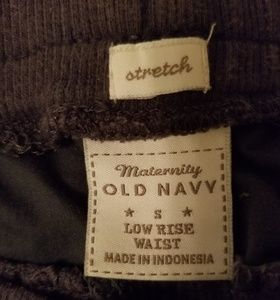 stretch
Maternity
OLD NAVY
★ S ★
LOW RISE
WAIST
MADE IN INDONESIA